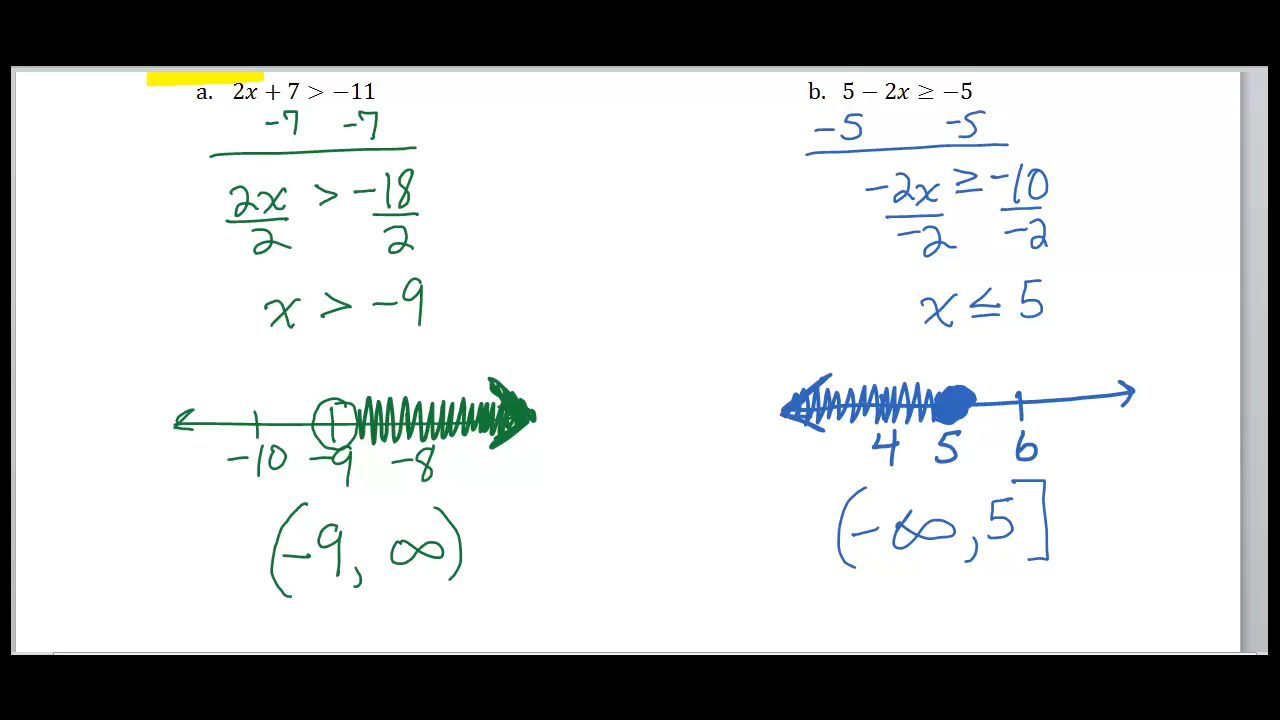 a. 2x + 7 > −11
-7 -7
2x > -18
2 2
x > -9
-10 -9 -8
(-9, ∞)
b. 5 − 2x ≥ −5
-5 -5
-2x ≥ -10
-2 -2
x ≤ 5
4 5 6
(-∞, 5]